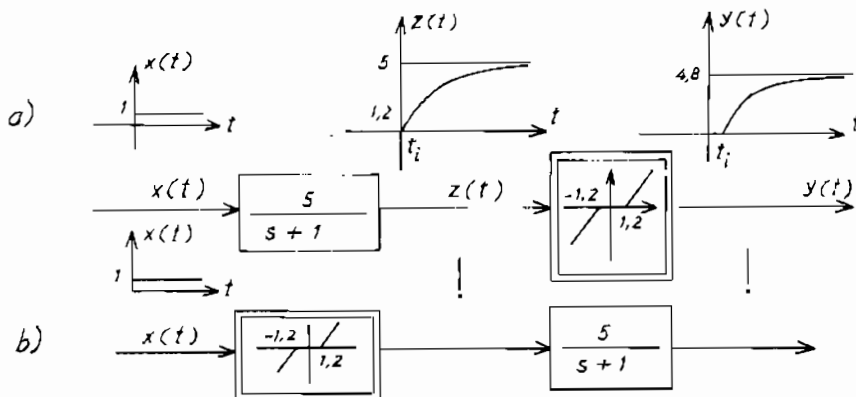 z(t)
y(t)
x(t)
5
4,8
a)
1
1,2
t
t
t
t_i
t_i
x(t)
5
s + 1
z(t)
-1,2
1,2
y(t)
x(t)
1
t
!
!
b)
x(t)
-1,2
1,2
5
s + 1